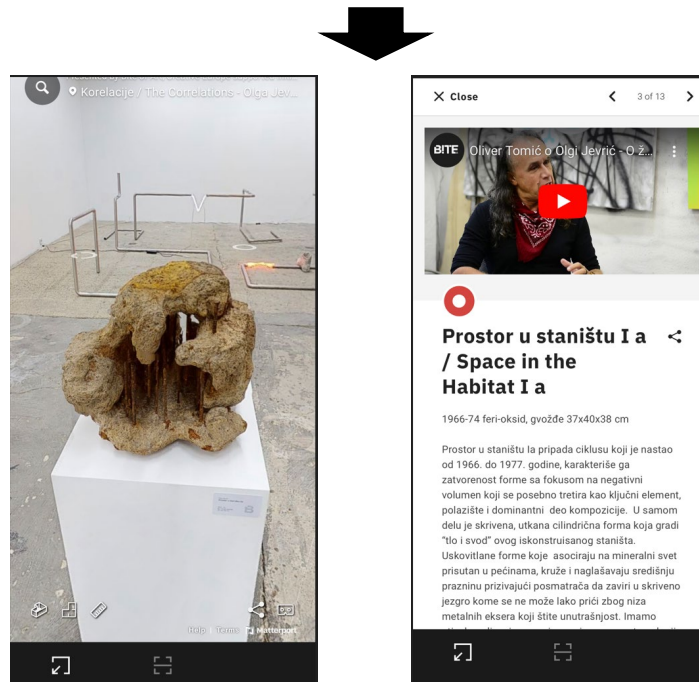 Korelacije / The Correlations - Olga Jev...
Help Terms Matterport
Close
3 of 13
BITE Oliver Tomić o Olgi Jevrić - O ž...
Prostor u staništu I a
/ Space in the
Habitat I a
1966-74 feri-oksid, gvožđe 37x40x38 cm
Prostor u staništu Ia pripada ciklusu koji je nastao
od 1966. do 1977. godine, karakteriše ga
zatvorenost forme sa fokusom na negativni
volumen koji se posebno tretira kao ključni element,
polazište i dominantni deo kompozicije. U samom
delu je skrivena, utkana cilindrična forma koja gradi
“tlo i svod” ovog iskonstruisanog staništa.
Uskovitlane forme koje asociraju na mineralni svet
prisutan u pećinama, kruže i naglašavaju središnju
prazninu prizivajući posmatrača da zaviri u skriveno
jezgro kome se ne može lako prići zbog niza
metalnih eksera koji štite unutrašnjost. Imamo